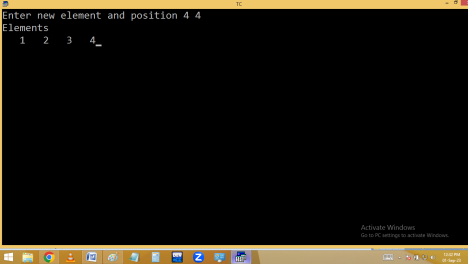 TC
Enter new element and position 4 4
Elements
1 2 3 4_
Activate Windows
Go to PC settings to activate Windows.